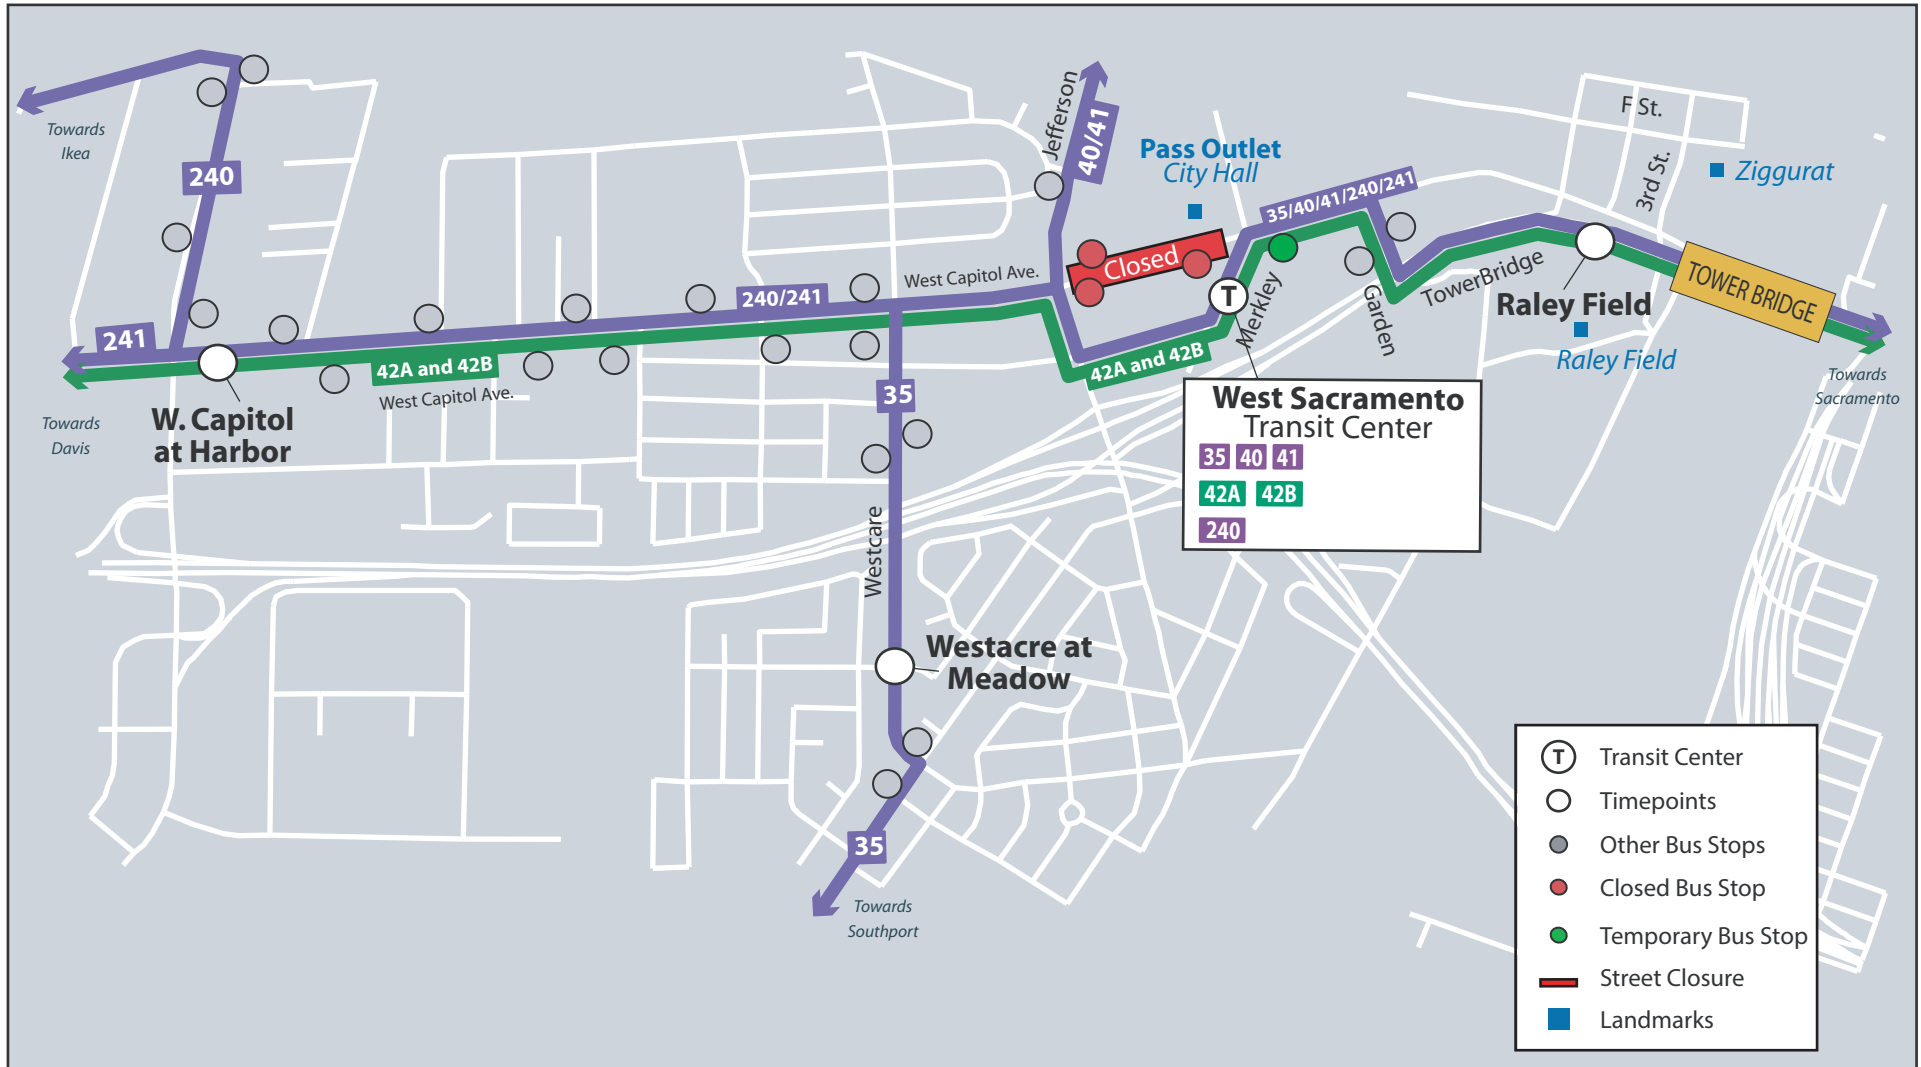 Towards
Ikea
240
241
Towards
Davis
W. Capitol
at Harbor
42A and 42B
West Capitol Ave.
240/241
West Capitol Ave.
Jefferson
40/41
Pass Outlet
City Hall
Closed
35/40/41/240/241
T
Merkley
42A and 42B
Garden
TowerBridge
F St.
3rd St.
Ziggurat
Raley Field
Raley Field
TOWER BRIDGE
Towards
Sacramento
West Sacramento
Transit Center
35 40 41
42A 42B
240
35
Westcare
Westacre at
Meadow
35
Towards
Southport
T Transit Center
Timepoints
Other Bus Stops
Closed Bus Stop
Temporary Bus Stop
Street Closure
Landmarks